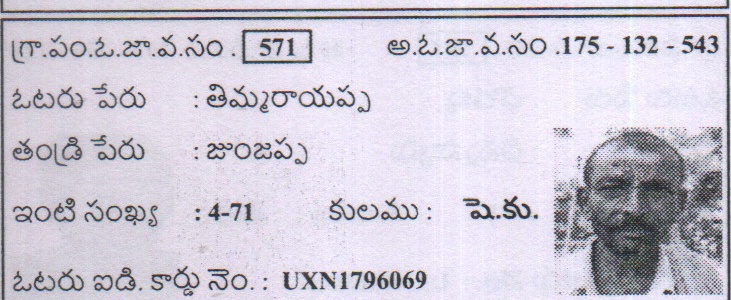 గ్రా.పం.ఓ.జా.వ.సం. 571 అ.ఓ.జా.వ.సం .175 - 132 - 543
ఓటరు పేరు : తిమ్మరాయప్ప
తండ్రి పేరు : జుంజప్ప
ఇంటి సంఖ్య : 4-71 కులము : షె.కు.
ఓటరు ఐడి. కార్డు నెం. : UXN1796069